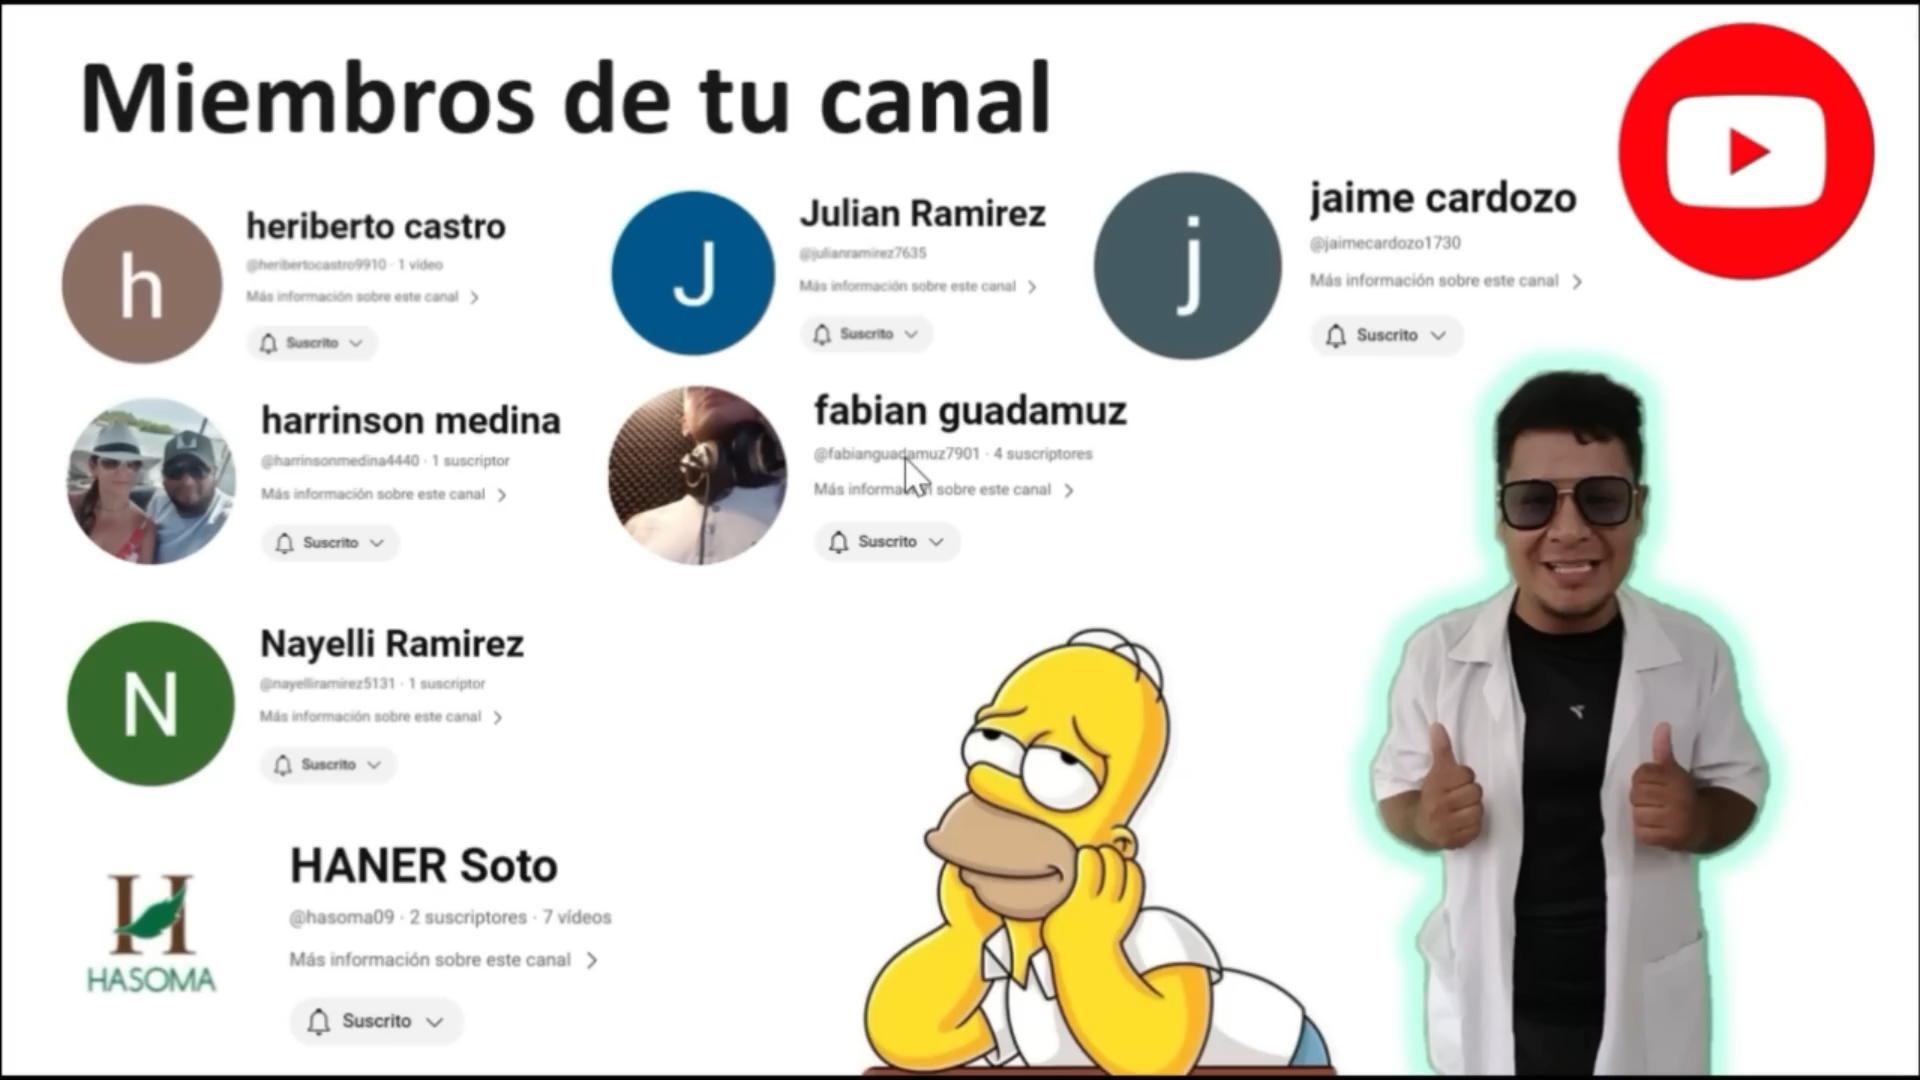 Miembros de tu canal
heriberto castro
@heribertocastro9910 · 1 vídeo
Más información sobre este canal
Suscrito
Julian Ramirez
@julianramirez7635
Más información sobre este canal
Suscrito
jaime cardozo
@jaimecardozo1730
Más información sobre este canal
Suscrito
h
J
j
harrinson medina
@harrinsonmedina4440 · 1 suscriptor
Más información sobre este canal
Suscrito
fabian guadamuz
@fabianguadamuz7901 · 4 suscriptores
Más información sobre este canal
Suscrito
N
Nayelli Ramirez
@nayelliramirez5131 · 1 suscriptor
Más información sobre este canal
Suscrito
H
HASOMA
HANER Soto
@hasoma09 · 2 suscriptores · 7 vídeos
Más información sobre este canal
Suscrito